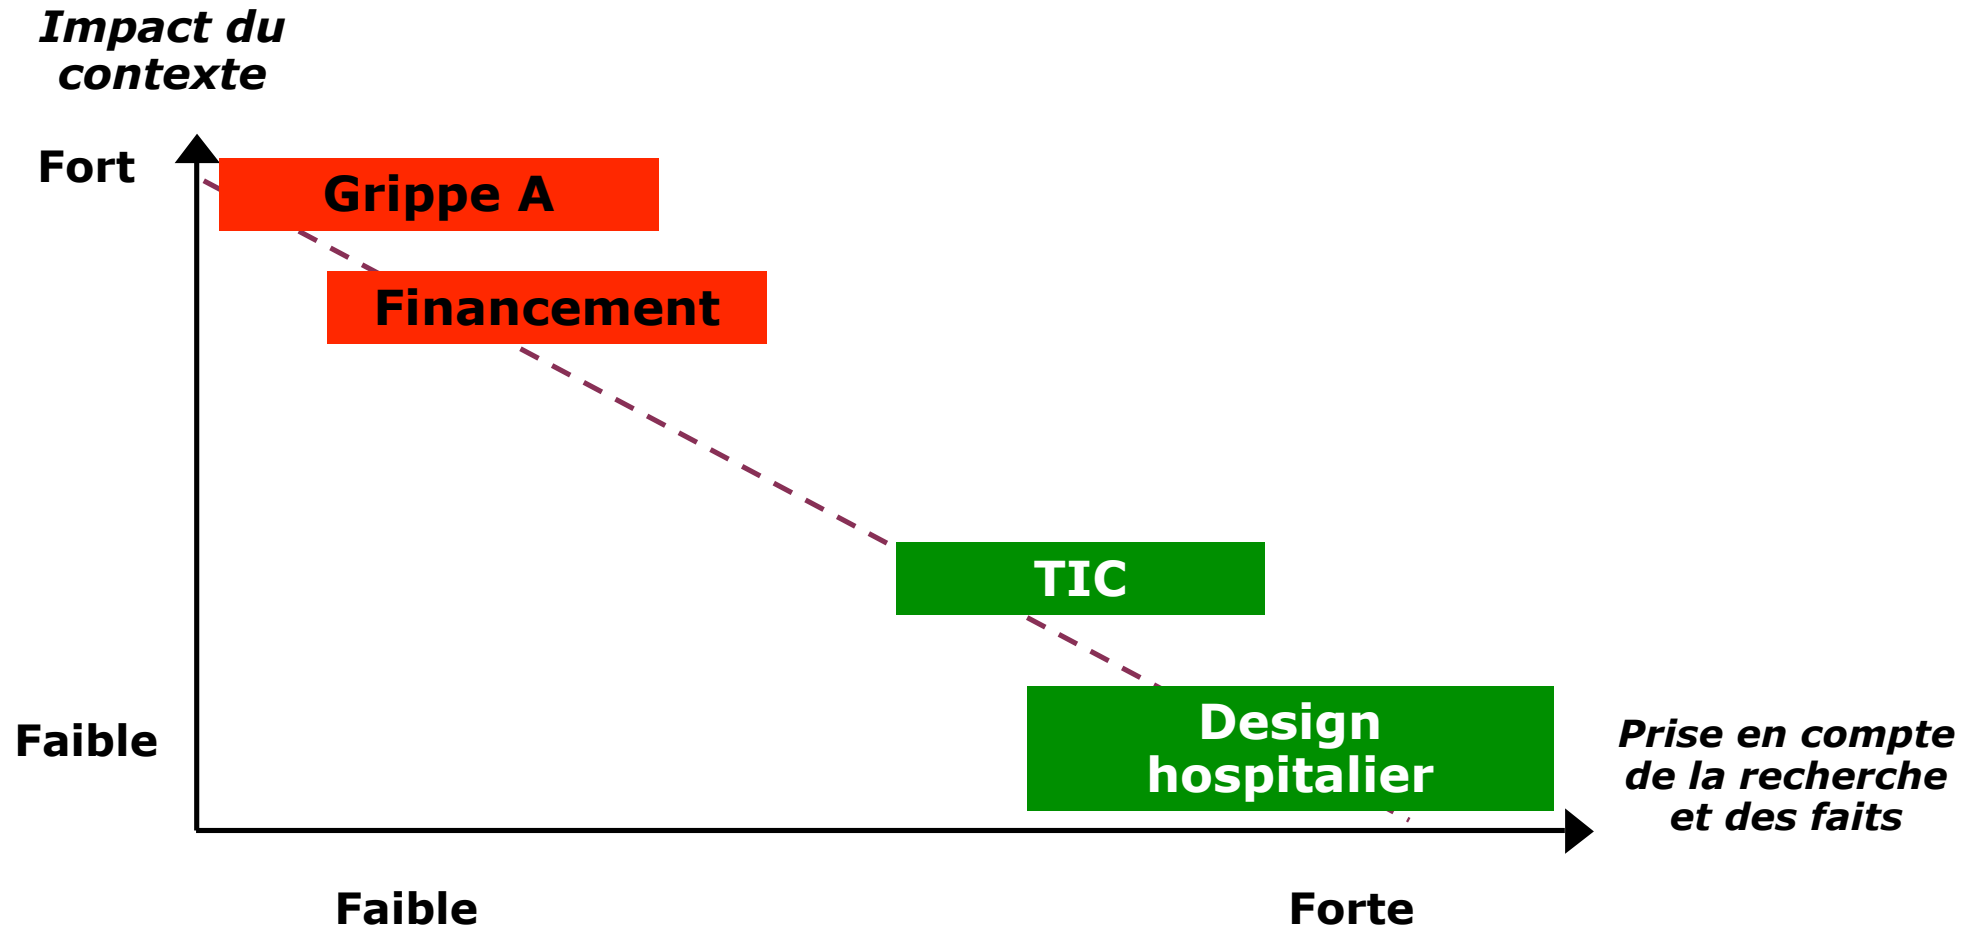 Impact du
contexte
Fort
Grippe A
Financement
TIC
Design
hospitalier
Faible
Prise en compte
de la recherche
et des faits
Faible
Forte